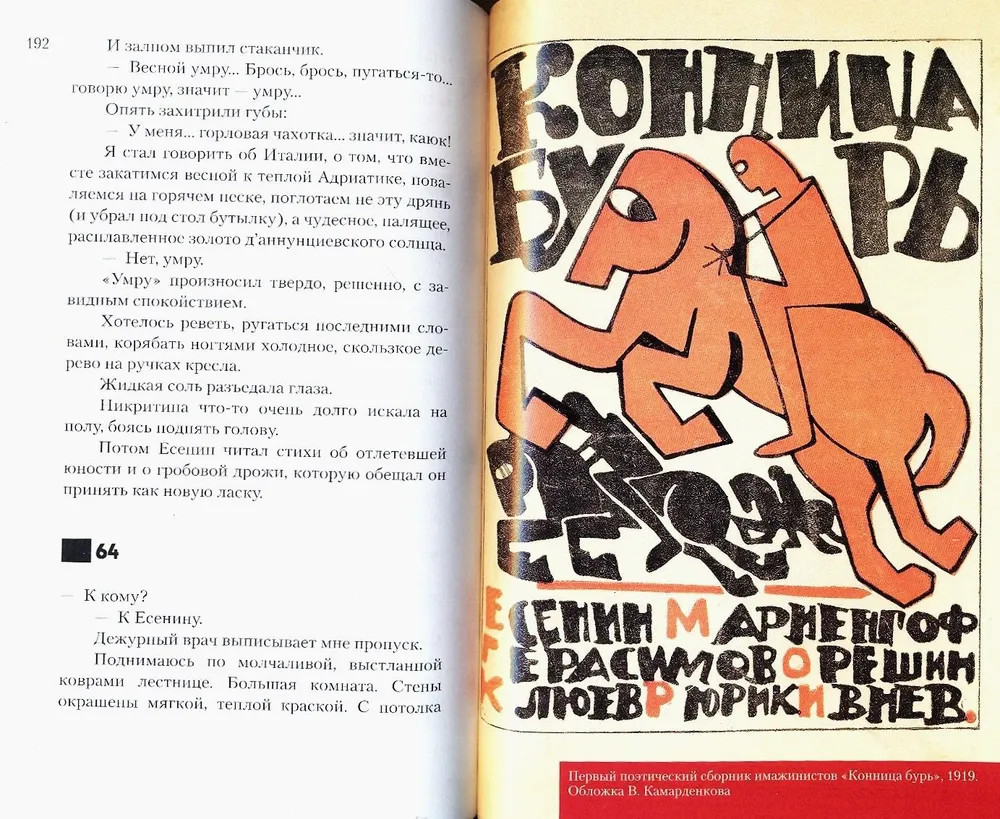 192
И залпом выпил стаканчик.
— Весной умру... Брось, брось, пугаться-то...
говорю умру, значит — умру...
Опять захитрили губы:
— У меня... горловая чахотка... значит, каюк!
Я стал говорить об Италии, о том, что вме-
сте закатимся весной к теплой Адриатике, пова-
ляемся на горячем песке, поглотаем не эту дрянь
(и убрал под стол бутылку), а чудесное, палящее,
расплавленное золото д'аннунциевского солнца.
— Нет, умру.
«Умру» произносил твердо, решенно, с за-
видным спокойствием.
Хотелось реветь, ругаться последними сло-
вами, корябать ногтями холодное, скользкое де-
рево на ручках кресла.
Жидкая соль разъедала глаза.
Никритина что-то очень долго искала на
полу, боясь поднять голову.
Потом Есенин читал стихи об отлетевшей
юности и о гробовой дрожи, которую обещал он
принять как новую ласку.
64
— К кому?
— К Есенину.
Дежурный врач выписывает мне пропуск.
Поднимаюсь по молчаливой, выстланной
коврами лестнице. Большая комната. Стены
окрашены мягкой, теплой краской. С потолка
КОННИЦА
БУРЬ
ЕСЕНИН МАРИЕНГОФ
ГЕРАСИМОВ ОРЕШИН
КЛЮЕВ РЮРИК ИВНЕВ.
Первый поэтический сборник имажинистов «Конница бурь», 1919.
Обложка В. Камарденкова